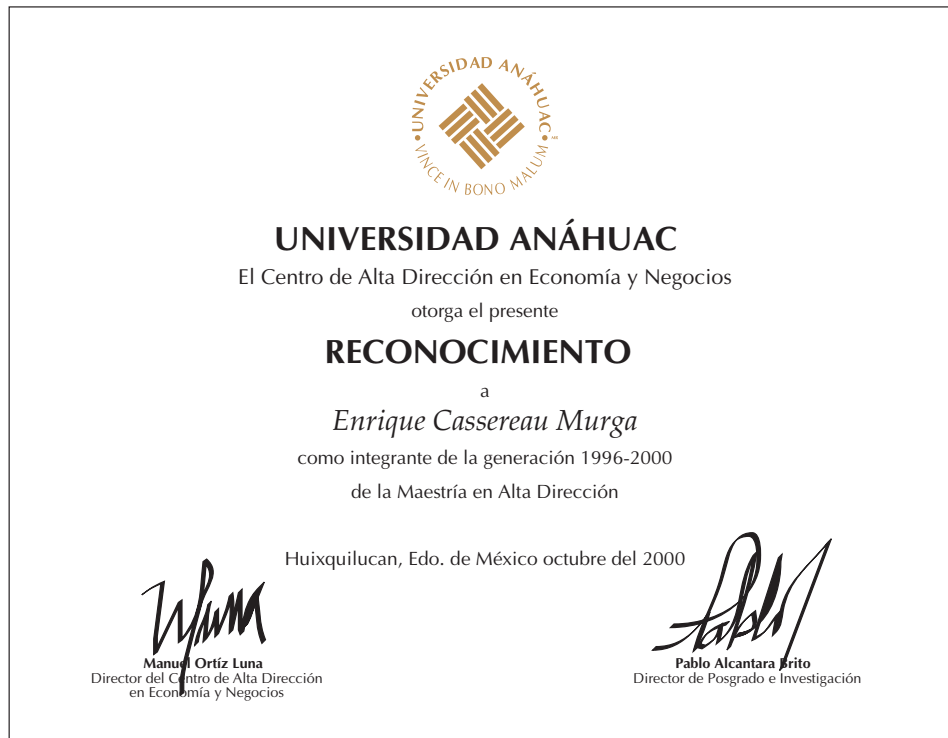 • UNIVERSIDAD ANÁHUAC •
VINCE IN BONO MALUM
UNIVERSIDAD ANÁHUAC
El Centro de Alta Dirección en Economía y Negocios
otorga el presente
RECONOCIMIENTO
a
Enrique Cassereau Murga
como integrante de la generación 1996-2000
de la Maestría en Alta Dirección
Huixquilucan, Edo. de México octubre del 2000
Manuel Ortíz Luna
Director del Centro de Alta Dirección
en Economía y Negocios
Pablo Alcantara Brito
Director de Posgrado e Investigación